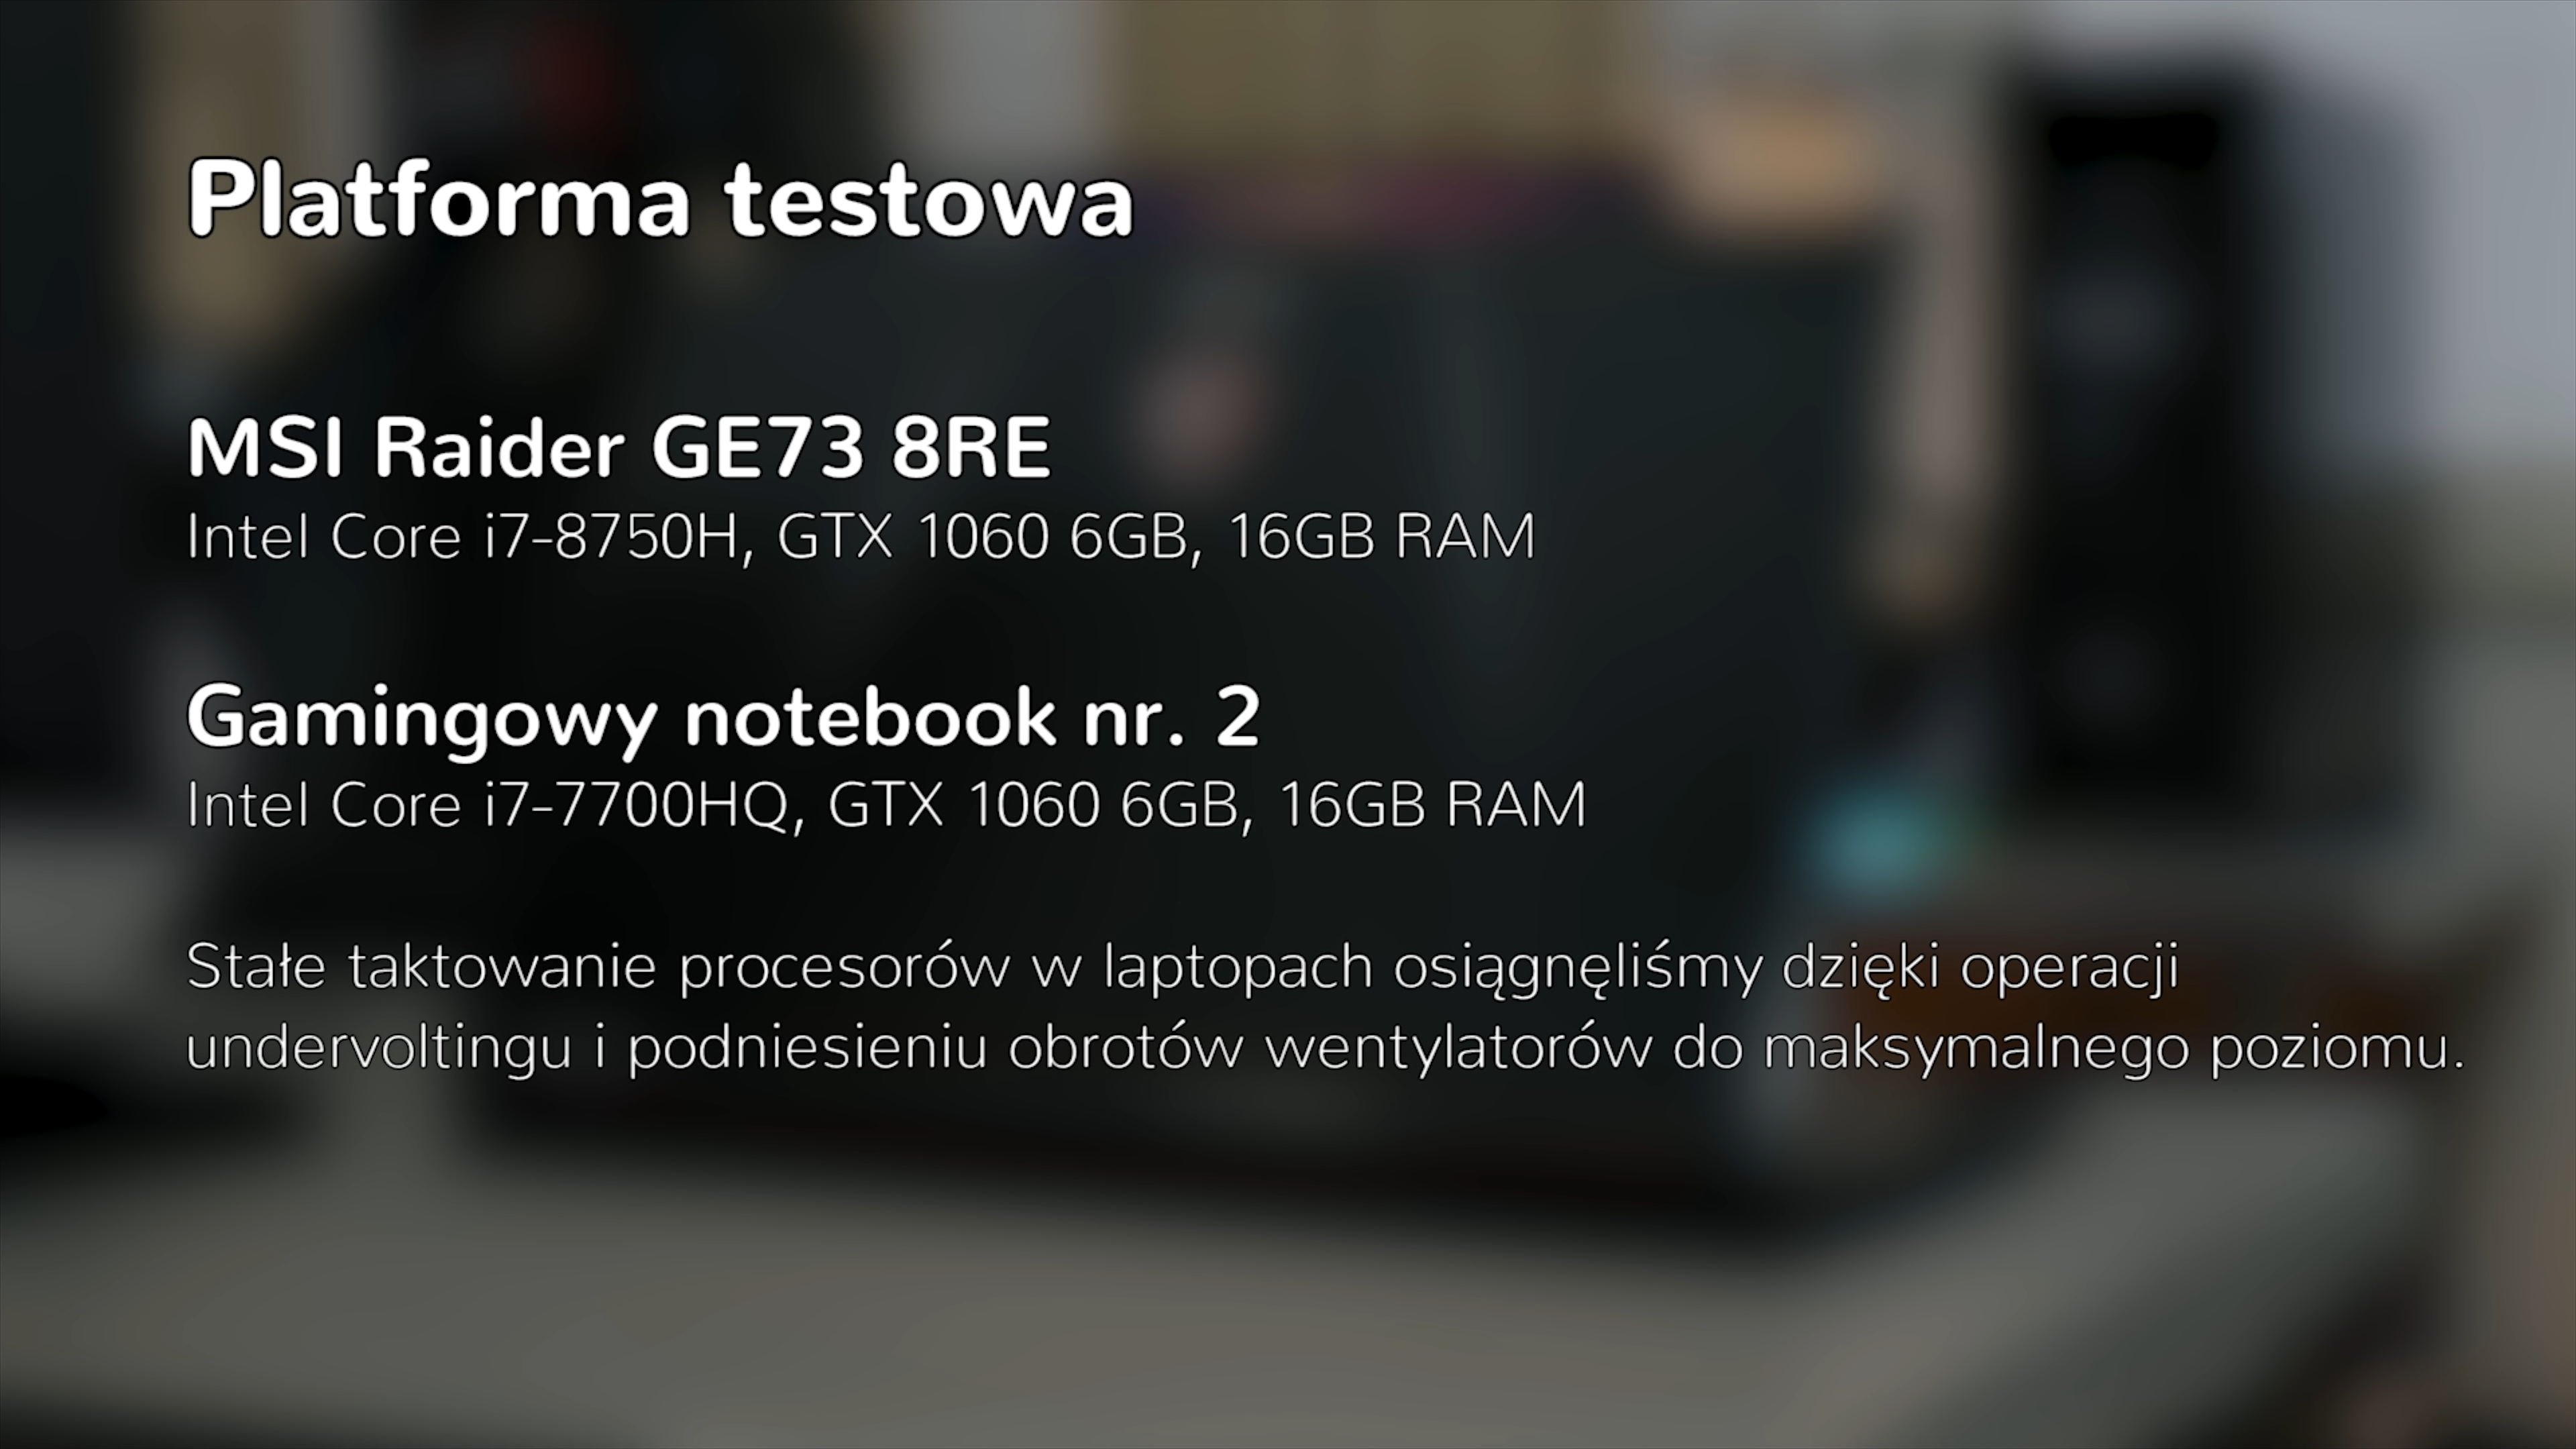 Platforma testowa
MSI Raider GE73 8RE
Intel Core i7-8750H, GTX 1060 6GB, 16GB RAM
Gamingowy notebook nr. 2
Intel Core i7-7700HQ, GTX 1060 6GB, 16GB RAM
Stałe taktowanie procesorów w laptopach osiągnęliśmy dzięki operacji
undervoltingu i podniesieniu obrotów wentylatorów do maksymalnego poziomu.